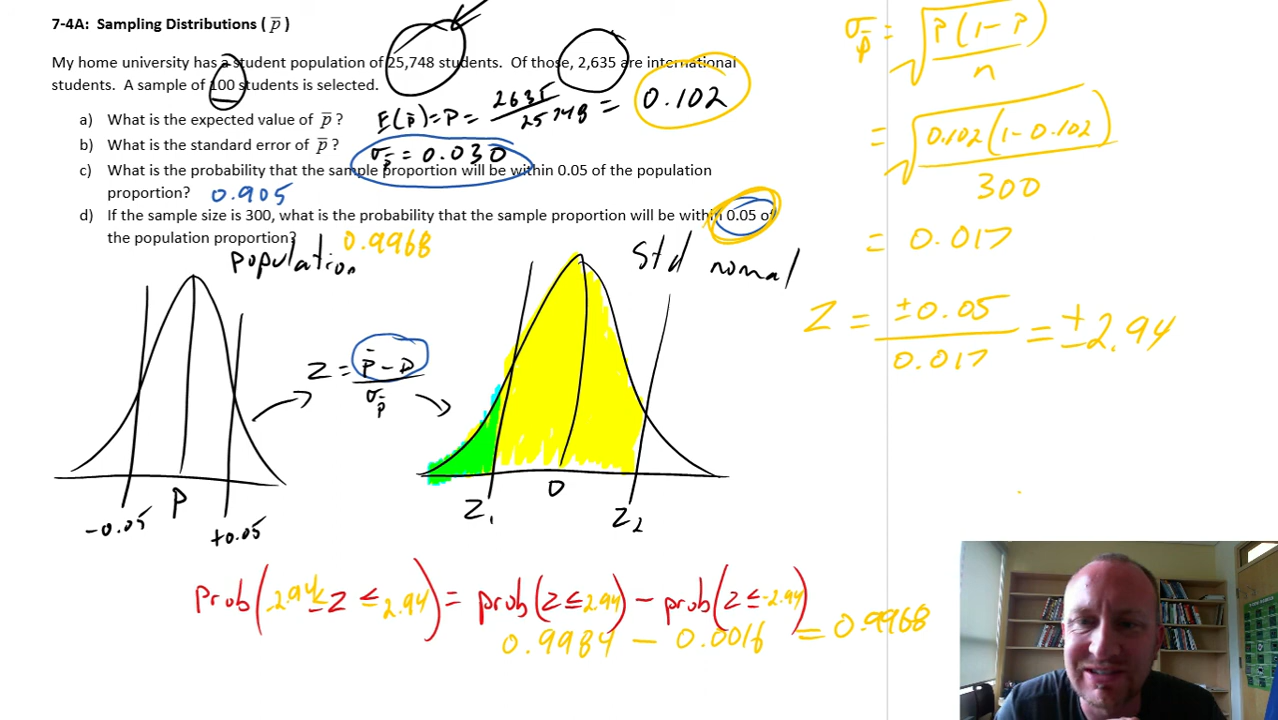 7-4A: Sampling Distributions ( p̄ )
My home university has a student population of 25,748 students. Of those, 2,635 are international
students. A sample of 100 students is selected.
a) What is the expected value of p̄ ? E(p̄) = P = 2635 / 25748 = 0.102
b) What is the standard error of p̄ ? σp̄ = 0.030
c) What is the probability that the sample proportion will be within 0.05 of the population
proportion? 0.905
d) If the sample size is 300, what is the probability that the sample proportion will be within 0.05 of
the population proportion? 0.9968
σp̄ = √(P(1-P) / n)
= √(0.102(1-0.102) / 300)
= 0.017
Z = ±0.05 / 0.017 = ±2.94
population
Std normal
Z = (p̄ - p) / σp̄
-0.05 P +0.05
Z₁ 0 Z₂
Prob(-2.94 ≤ Z ≤ 2.94) = prob(Z ≤ 2.94) - prob(Z ≤ -2.94)
0.9984 - 0.0016 = 0.9968